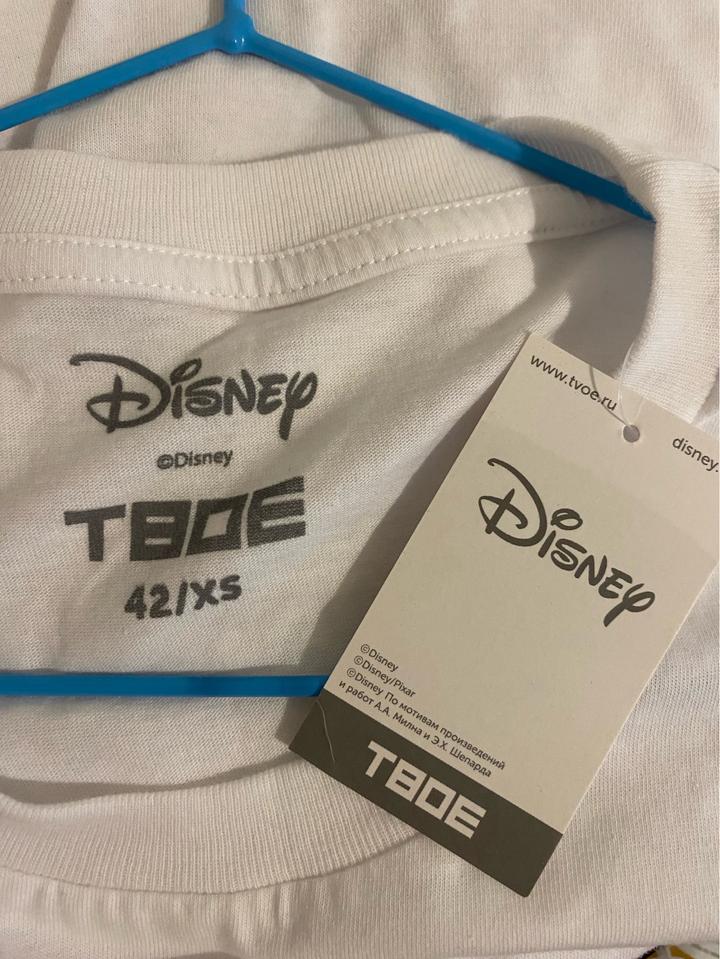 Disney
©Disney
ТВОЕ
42/XS
www.tvoe.ru
disney.
Disney
©Disney
©Disney/Pixar
©Disney По мотивам произведений
и работ А.А. Милна и Э.Х. Шепарда
ТВОЕ